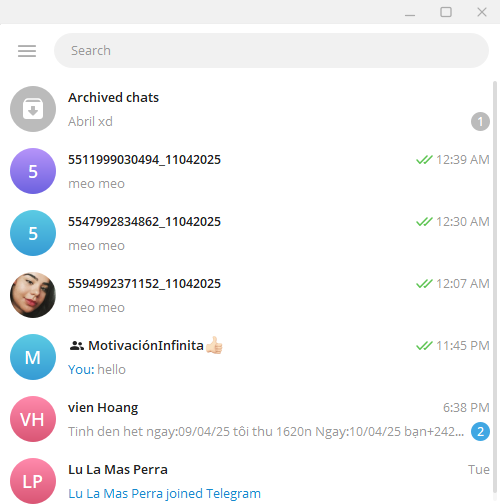 Search
Archived chats
Abril xd
1
5
5511999030494_11042025
12:39 AM
meo meo
5
5547992834862_11042025
12:30 AM
meo meo
5594992371152_11042025
12:07 AM
meo meo
M
MotivaciónInfinita👍🏻
11:45 PM
You: hello
VH
vien Hoang
6:38 PM
Tinh den het ngay:09/04/25 tôi thu 1620n Ngay:10/04/25 bạn+242...
2
LP
Lu La Mas Perra
Tue
Lu La Mas Perra joined Telegram